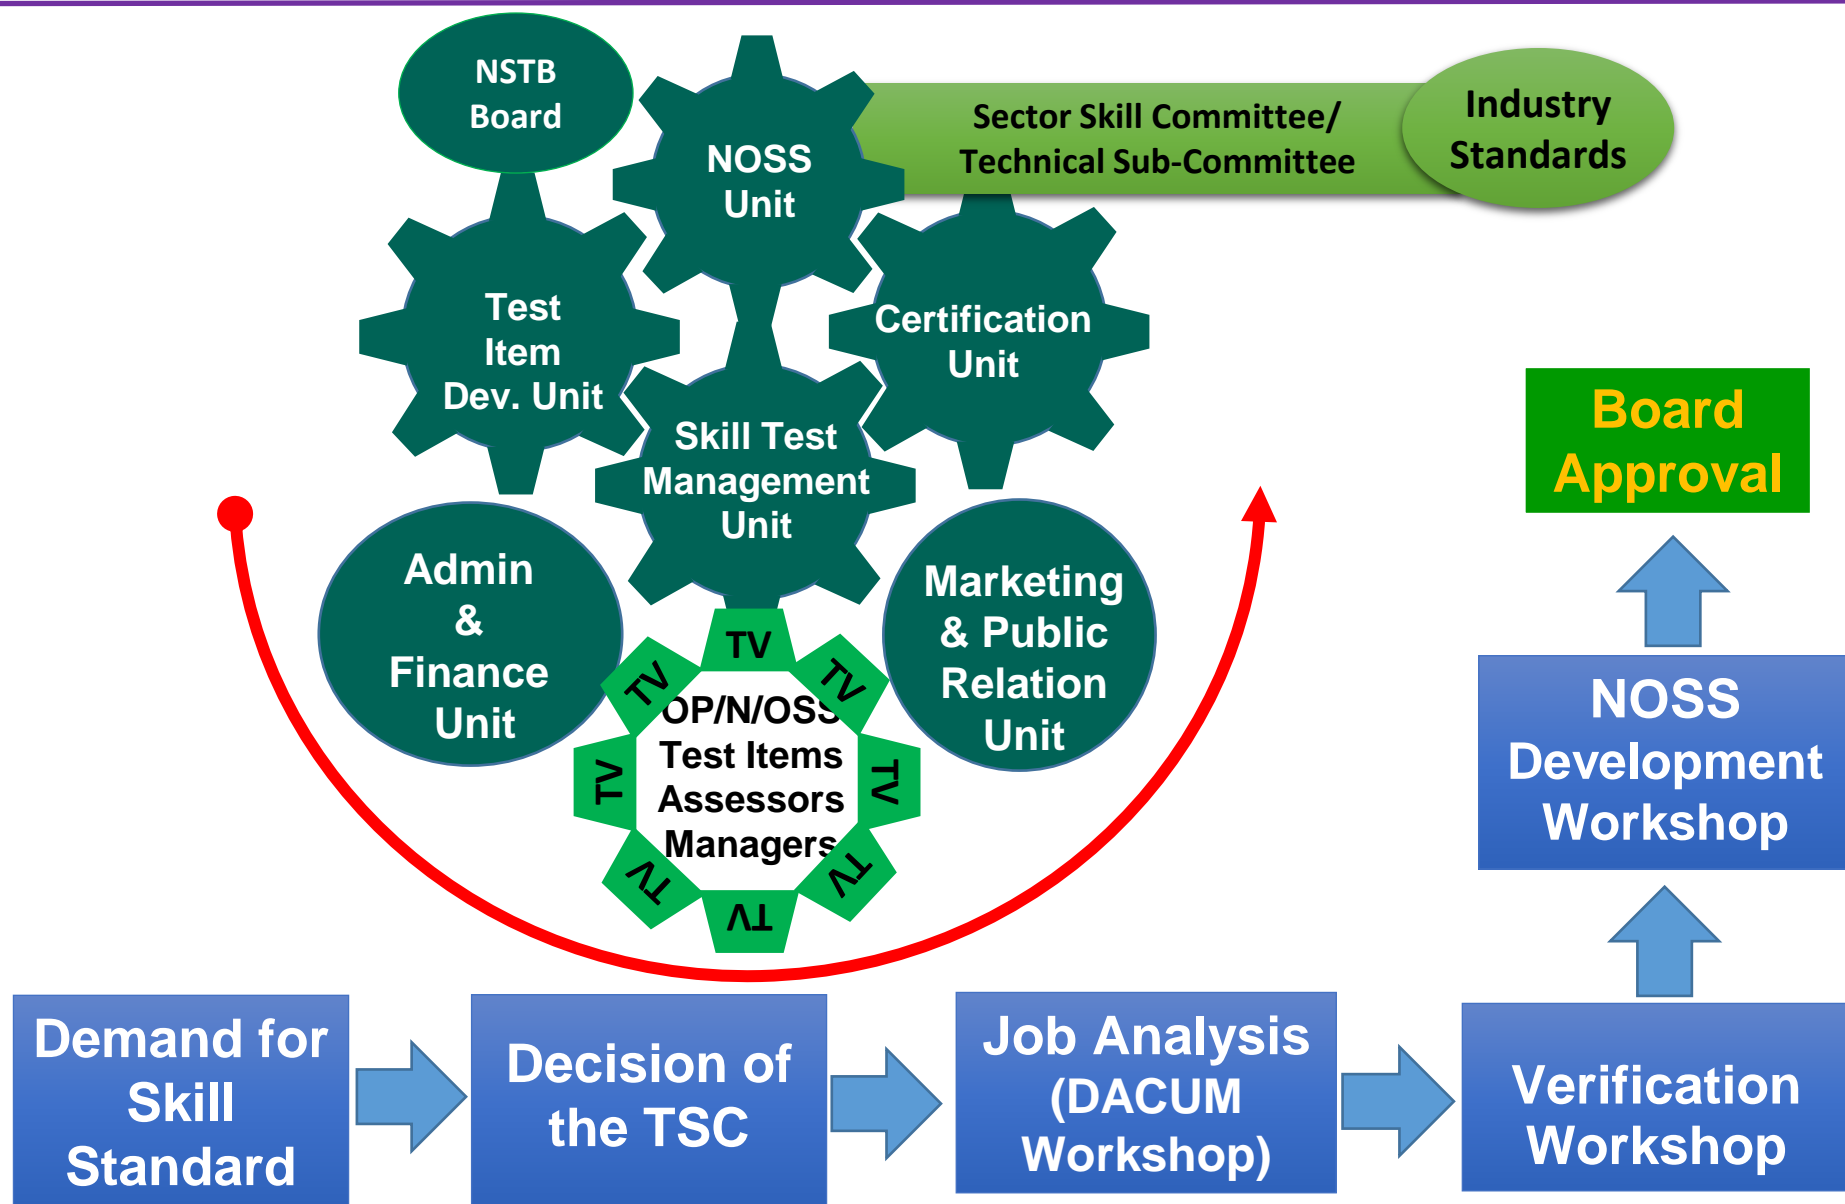 NSTB
Board
NOSS
Unit
Sector Skill Committee/
Technical Sub-Committee
Industry
Standards
Test
Item
Dev. Unit
Certification
Unit
Skill Test
Management
Unit
Admin
&
Finance
Unit
Marketing
& Public
Relation
Unit
TV
TV
TV
TV
TV
TV
TV
TV
OP/N/OSS
Test Items
Assessors
Managers
Board
Approval
NOSS
Development
Workshop
Demand for
Skill
Standard
Decision of
the TSC
Job Analysis
(DACUM
Workshop)
Verification
Workshop